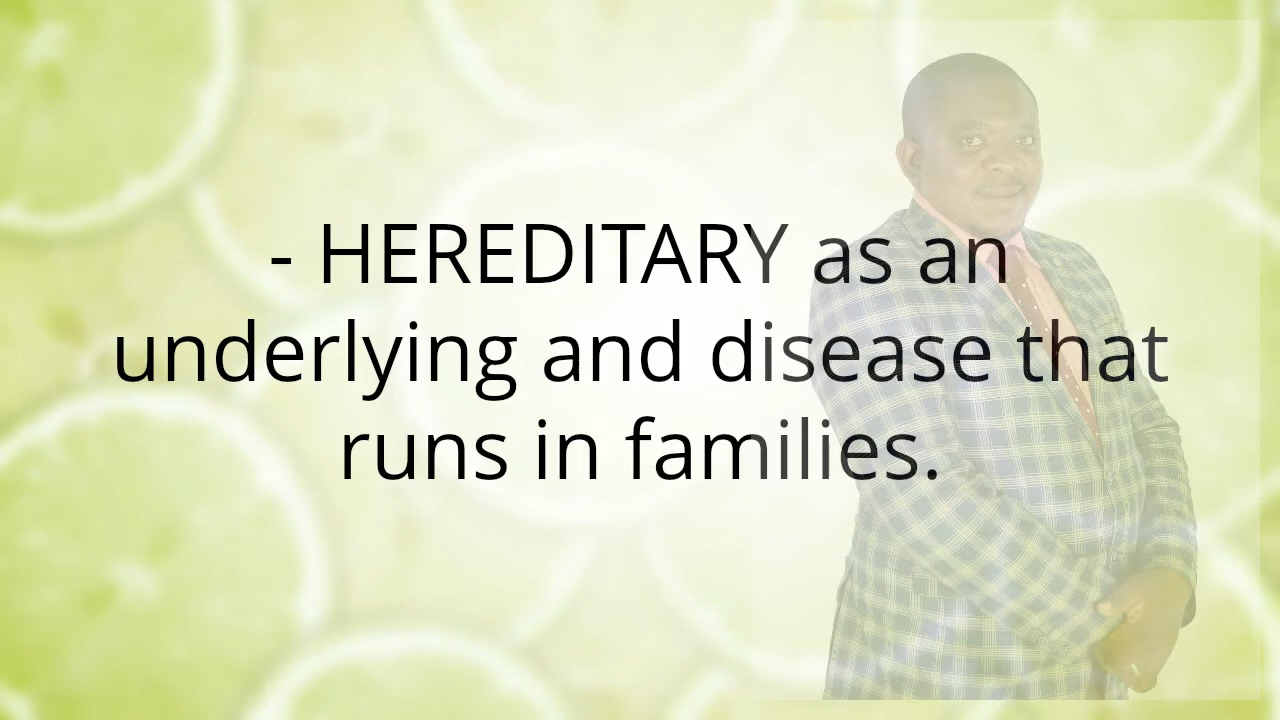 - HEREDITARY as an
underlying and disease that
runs in families.